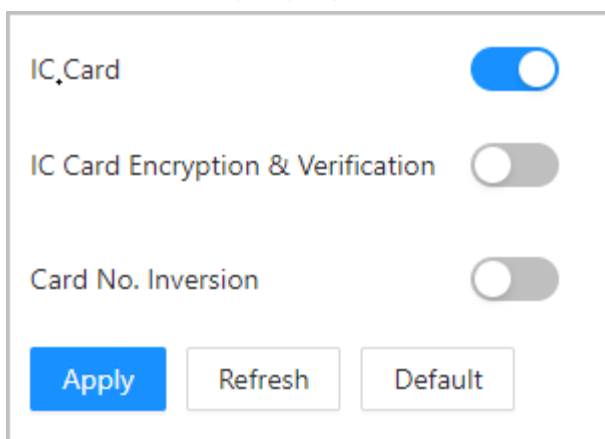 IC Card
IC Card Encryption & Verification
Card No. Inversion
Apply Refresh Default